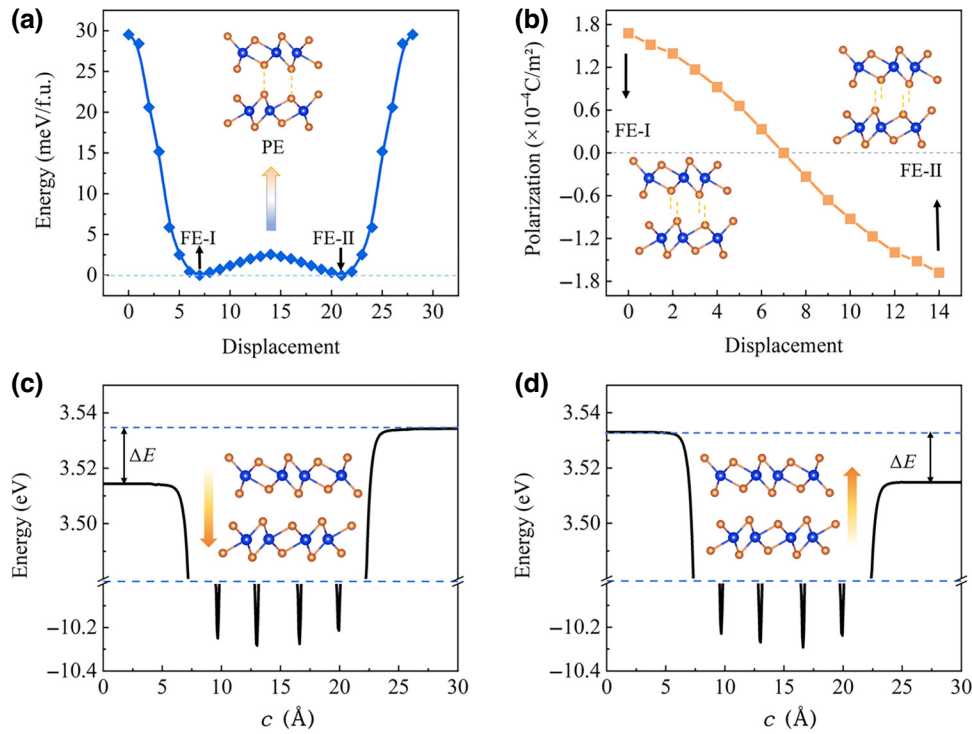 (a)
Energy (meV/f.u.)
30
25
20
15
10
5
0
PE
FE-I
FE-II
0 5 10 15 20 25 30
Displacement
(b)
Polarization (×10⁻⁴C/m²)
1.8
1.2
0.6
0.0
−0.6
−1.2
−1.8
FE-I
FE-II
0 2 4 6 8 10 12 14
Displacement
(c)
Energy (eV)
3.54
3.52
3.50
−10.2
−10.4
ΔE
0 5 10 15 20 25 30
c (Å)
(d)
Energy (eV)
3.54
3.52
3.50
−10.2
−10.4
ΔE
0 5 10 15 20 25 30
c (Å)